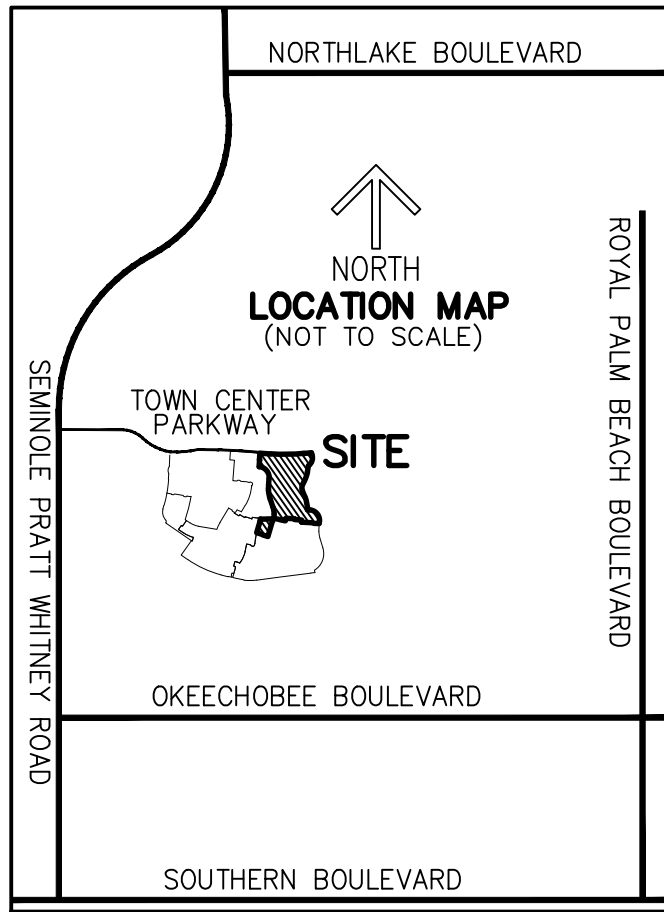 NORTHLAKE BOULEVARD
NORTH
LOCATION MAP
(NOT TO SCALE)
ROYAL PALM BEACH BOULEVARD
SEMINOLE PRATT WHITNEY ROAD
TOWN CENTER
PARKWAY
SITE
OKEECHOBEE BOULEVARD
SOUTHERN BOULEVARD